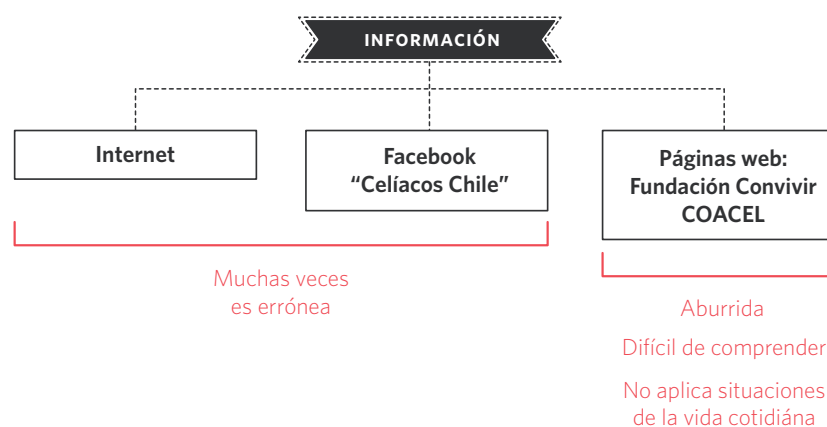 INFORMACIÓN
Internet
Facebook
“Celíacos Chile”
Páginas web:
Fundación Convivir
COACEL
Muchas veces
es errónea
Aburrida
Difícil de comprender
No aplica situaciones
de la vida cotidiána